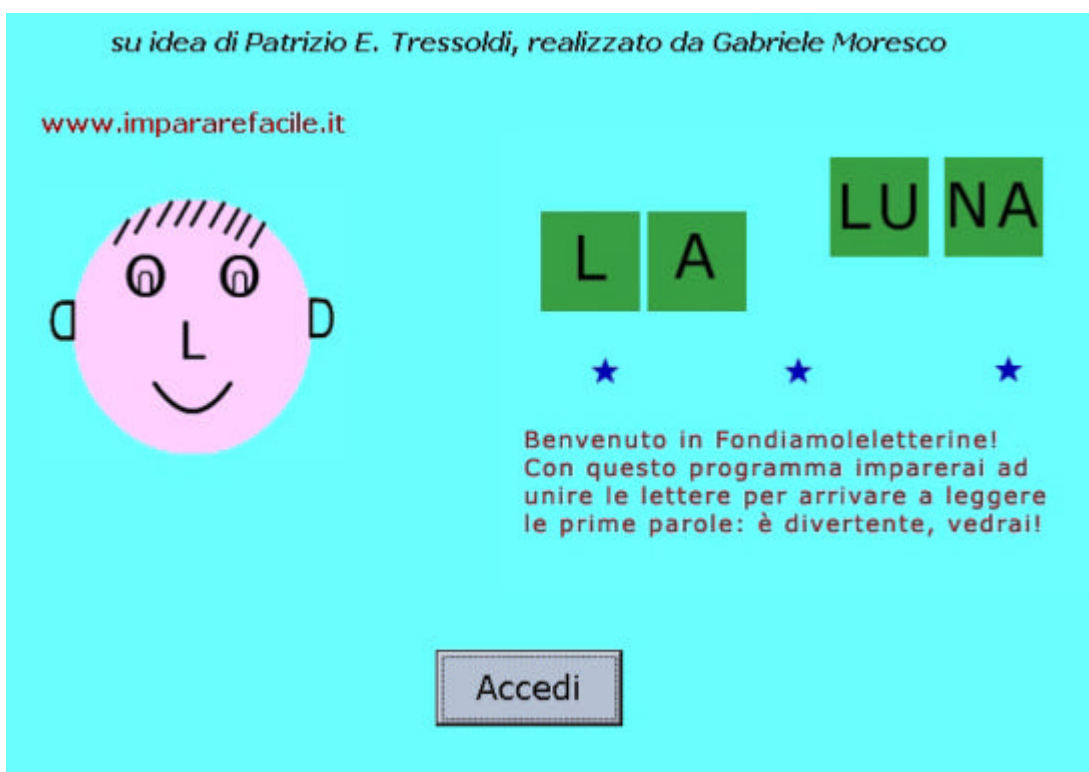 su idea di Patrizio E. Tressoldi, realizzato da Gabriele Moresco
www.impararefacile.it
LU NA
L A
L
Benvenuto in Fondiamoleletterine!
Con questo programma imparerai ad
unire le lettere per arrivare a leggere
le prime parole: è divertente, vedrai!
Accedi